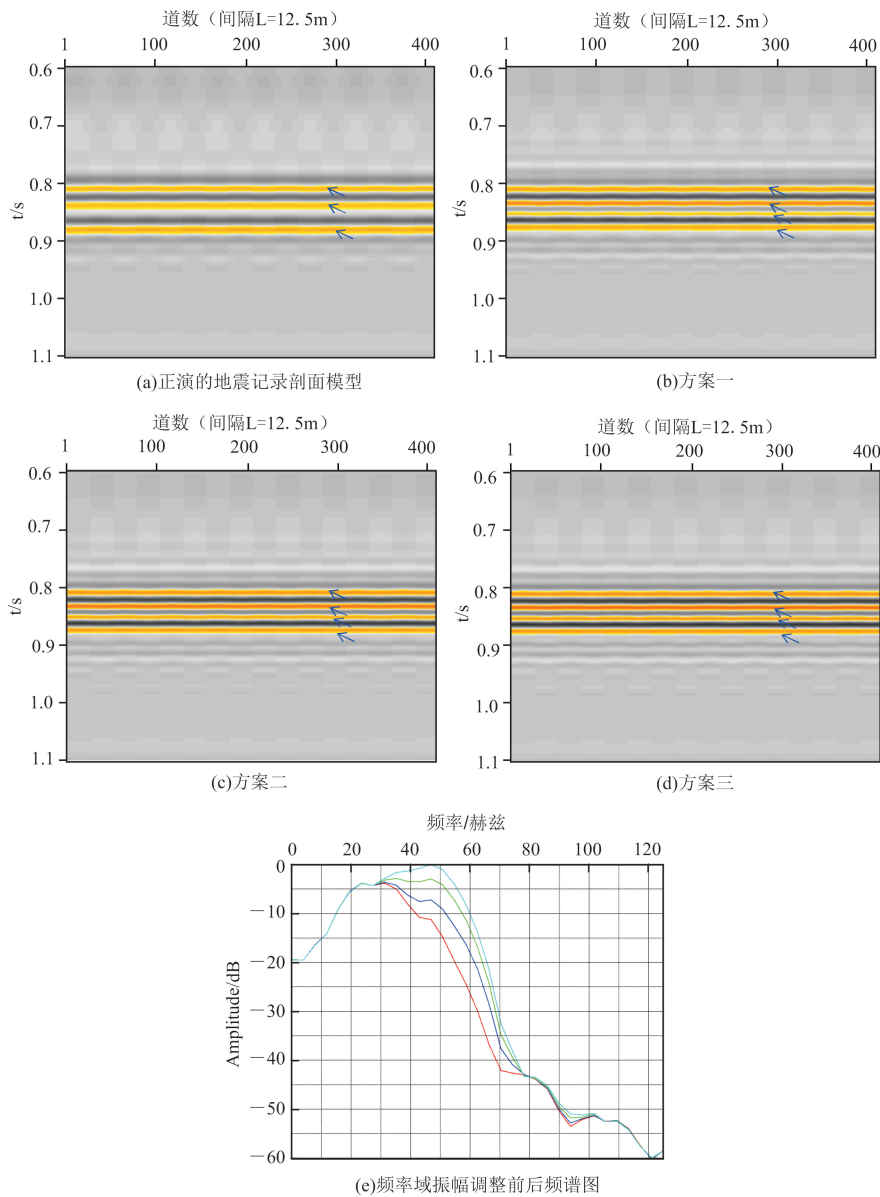 道数（间隔L=12. 5m）
1 100 200 300 400
0.6
0.7
0.8
0.9
1.0
1.1
t/s
(a)正演的地震记录剖面模型
道数（间隔L=12. 5m）
1 100 200 300 400
0.6
0.7
0.8
0.9
1.0
1.1
t/s
(b)方案一
道数（间隔L=12. 5m）
1 100 200 300 400
0.6
0.7
0.8
0.9
1.0
1.1
t/s
(c)方案二
道数（间隔L=12. 5m）
1 100 200 300 400
0.6
0.7
0.8
0.9
1.0
1.1
t/s
(d)方案三
频率/赫兹
0 20 40 60 80 100 120
0
－10
－20
－30
－40
－50
－60
Amplitude/dB
(e)频率域振幅调整前后频谱图